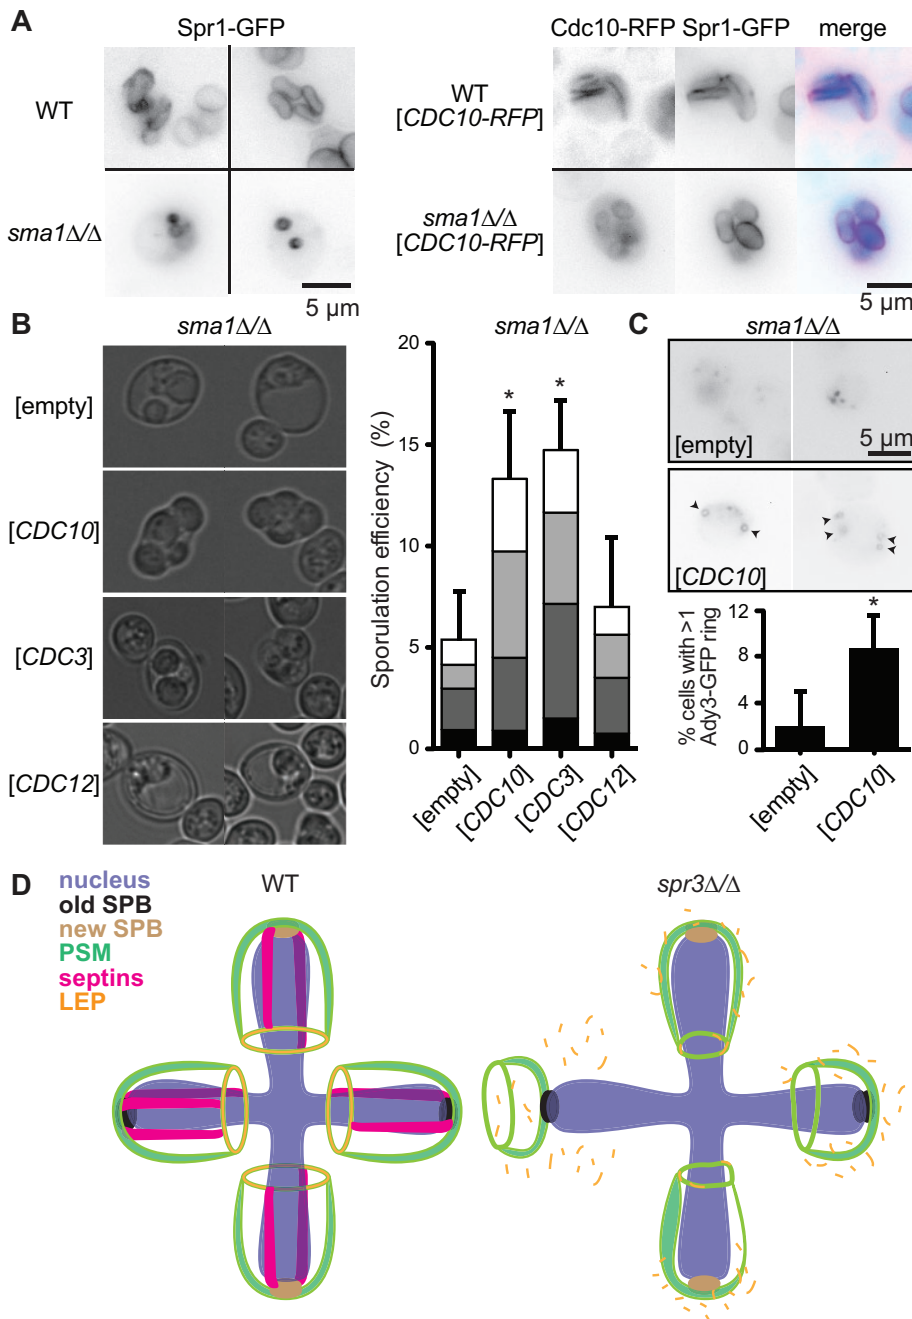 A
Spr1-GFP
Cdc10-RFP Spr1-GFP merge
WT
WT
[CDC10-RFP]
sma1Δ/Δ
sma1Δ/Δ
[CDC10-RFP]
5 µm
5 µm
B
sma1Δ/Δ
[empty]
[CDC10]
[CDC3]
[CDC12]
sma1Δ/Δ
20
15
10
5
0
Sporulation efficiency (%)
*
*
[empty]
[CDC10]
[CDC3]
[CDC12]
C
sma1Δ/Δ
[empty]
5 µm
[CDC10]
% cells with >1
Ady3-GFP ring
12
8
4
0
*
[empty]
[CDC10]
D
nucleus
old SPB
new SPB
PSM
septins
LEP
WT
spr3Δ/Δ